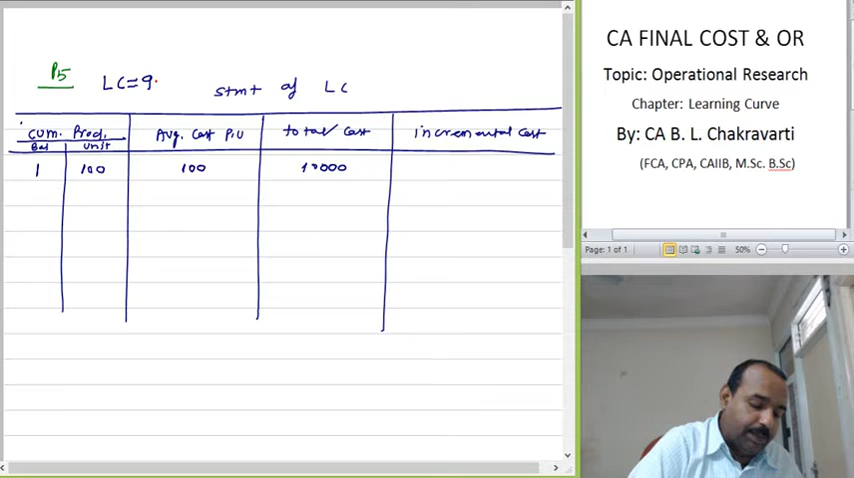 P5 LC=9. Stmt of LC
Cum. Prod. Avg. Cost P.U total Cost incremental Cost
Bat unit
1 100 100 10000
CA FINAL COST & OR
Topic: Operational Research
Chapter: Learning Curve
By: CA B. L. Chakravarti
(FCA, CPA, CAIIB, M.Sc. B.Sc)
Page: 1 of 1 50%